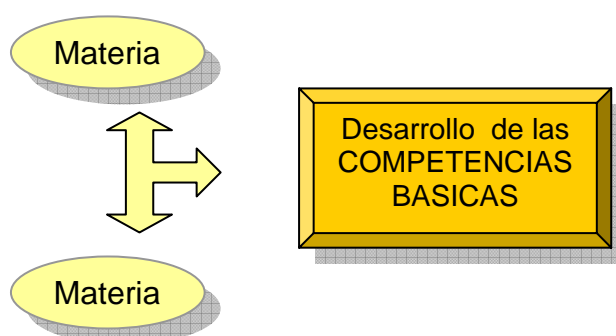 Materia
Desarrollo de las
COMPETENCIAS
BASICAS
Materia